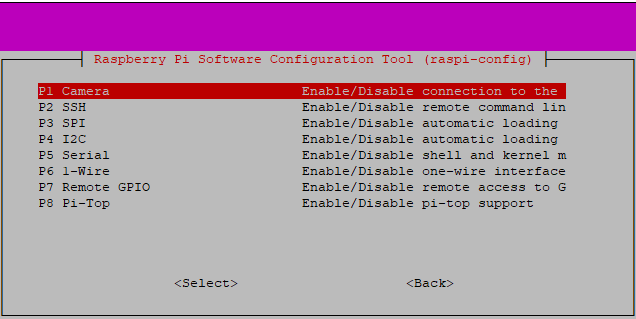 Raspberry Pi Software Configuration Tool (raspi-config)
P1 Camera Enable/Disable connection to the
P2 SSH Enable/Disable remote command lin
P3 SPI Enable/Disable automatic loading
P4 I2C Enable/Disable automatic loading
P5 Serial Enable/Disable shell and kernel m
P6 1-Wire Enable/Disable one-wire interface
P7 Remote GPIO Enable/Disable remote access to G
P8 Pi-Top Enable/Disable pi-top support
<Select> <Back>